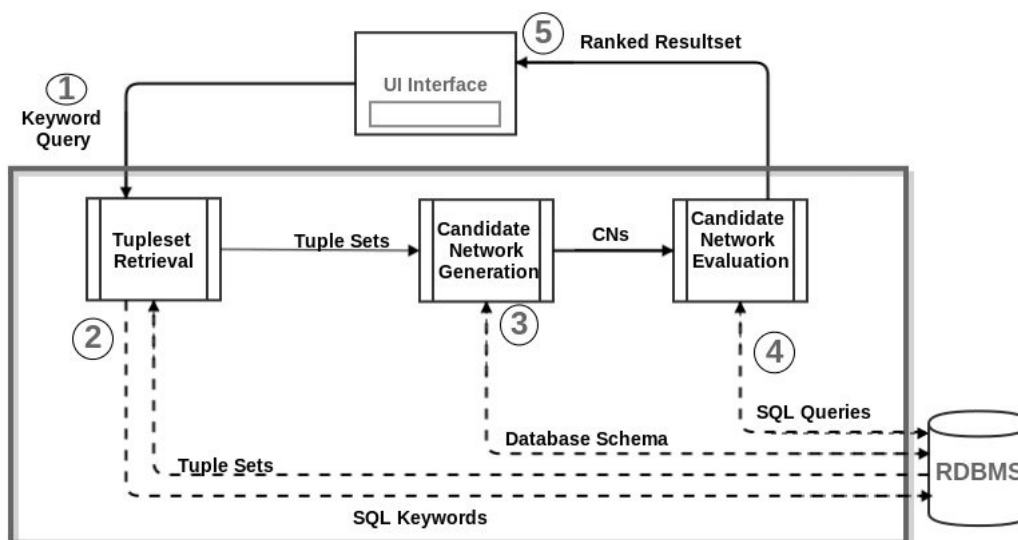 5
Ranked Resultset
1
UI Interface
Keyword
Query
Tupleset
Retrieval
Tuple Sets
Candidate
Network
Generation
CNs
Candidate
Network
Evaluation
2
3
4
SQL Queries
Database Schema
Tuple Sets
RDBMS
SQL Keywords